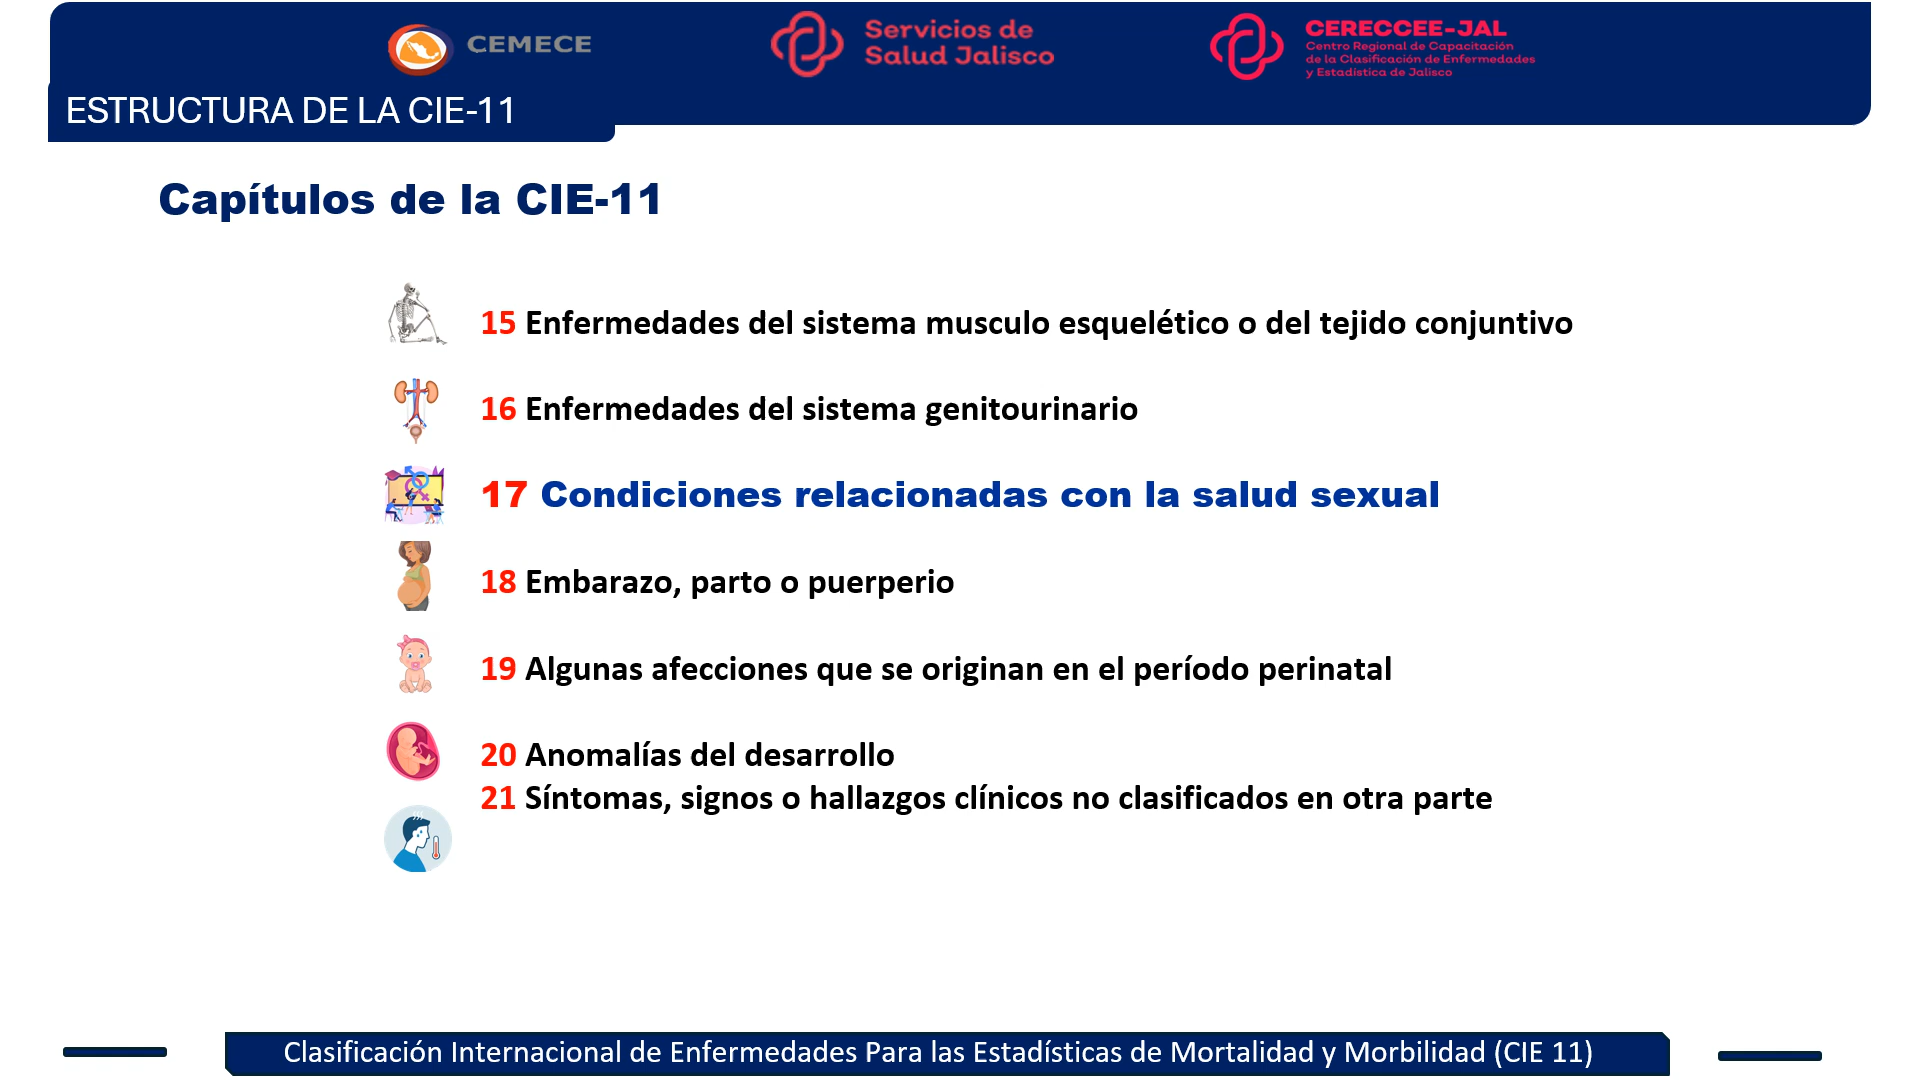 CEMECE
Servicios de
Salud Jalisco
CERECCEE-JAL
Centro Regional de Capacitación
de la Clasificación de Enfermedades
y Estadística de Jalisco
ESTRUCTURA DE LA CIE-11
Capítulos de la CIE-11
15 Enfermedades del sistema musculo esquelético o del tejido conjuntivo
16 Enfermedades del sistema genitourinario
17 Condiciones relacionadas con la salud sexual
18 Embarazo, parto o puerperio
19 Algunas afecciones que se originan en el período perinatal
20 Anomalías del desarrollo
21 Síntomas, signos o hallazgos clínicos no clasificados en otra parte
Clasificación Internacional de Enfermedades Para las Estadísticas de Mortalidad y Morbilidad (CIE 11)